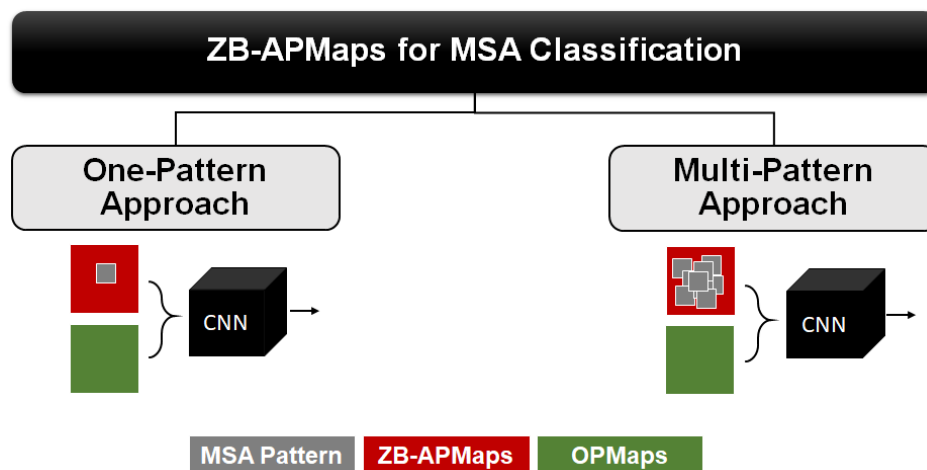 ZB-APMaps for MSA Classification
One-Pattern
Approach
Multi-Pattern
Approach
CNN
CNN
MSA Pattern
ZB-APMaps
OPMaps